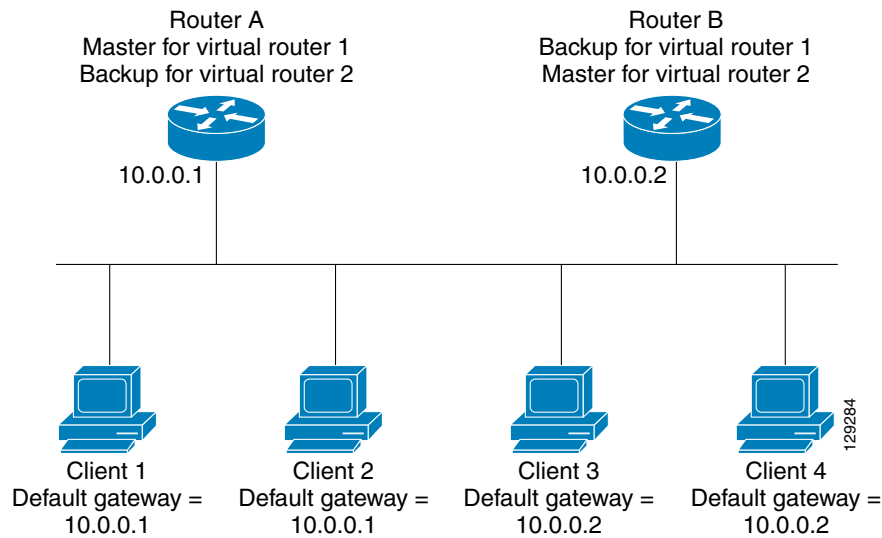 Router A
Master for virtual router 1
Backup for virtual router 2
Router B
Backup for virtual router 1
Master for virtual router 2
10.0.0.1
10.0.0.2
Client 1
Default gateway =
10.0.0.1
Client 2
Default gateway =
10.0.0.1
Client 3
Default gateway =
10.0.0.2
Client 4
Default gateway =
10.0.0.2
129284